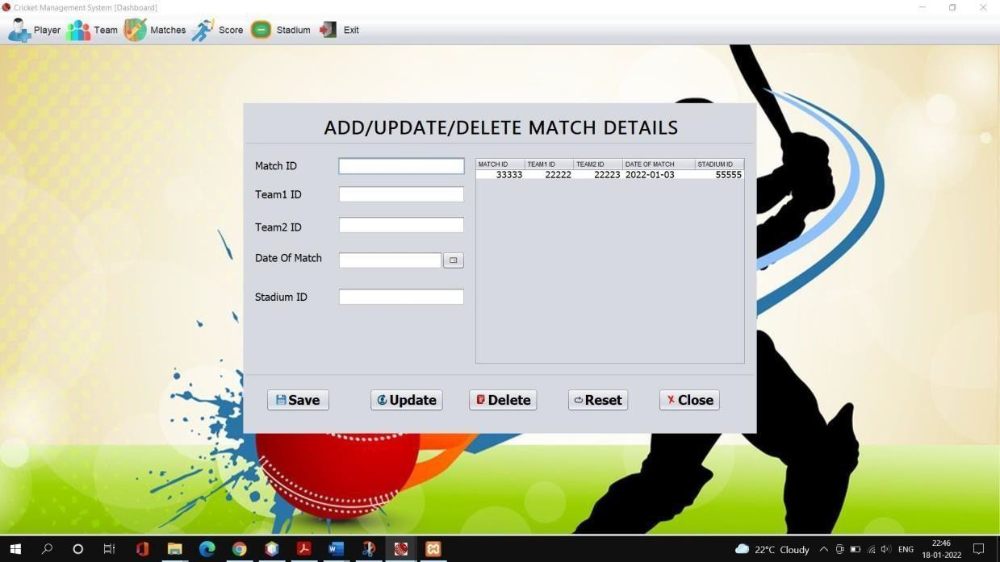 Cricket Management System [Dashboard]
Player Team Matches Score Stadium Exit
ADD/UPDATE/DELETE MATCH DETAILS
Match ID
Team1 ID
Team2 ID
Date Of Match
Stadium ID
MATCH ID TEAM1 ID TEAM2 ID DATE OF MATCH STADIUM ID
33333 22222 22223 2022-01-03 55555
Save Update Delete Reset Close
22°C Cloudy ENG
22:46
18-01-2022